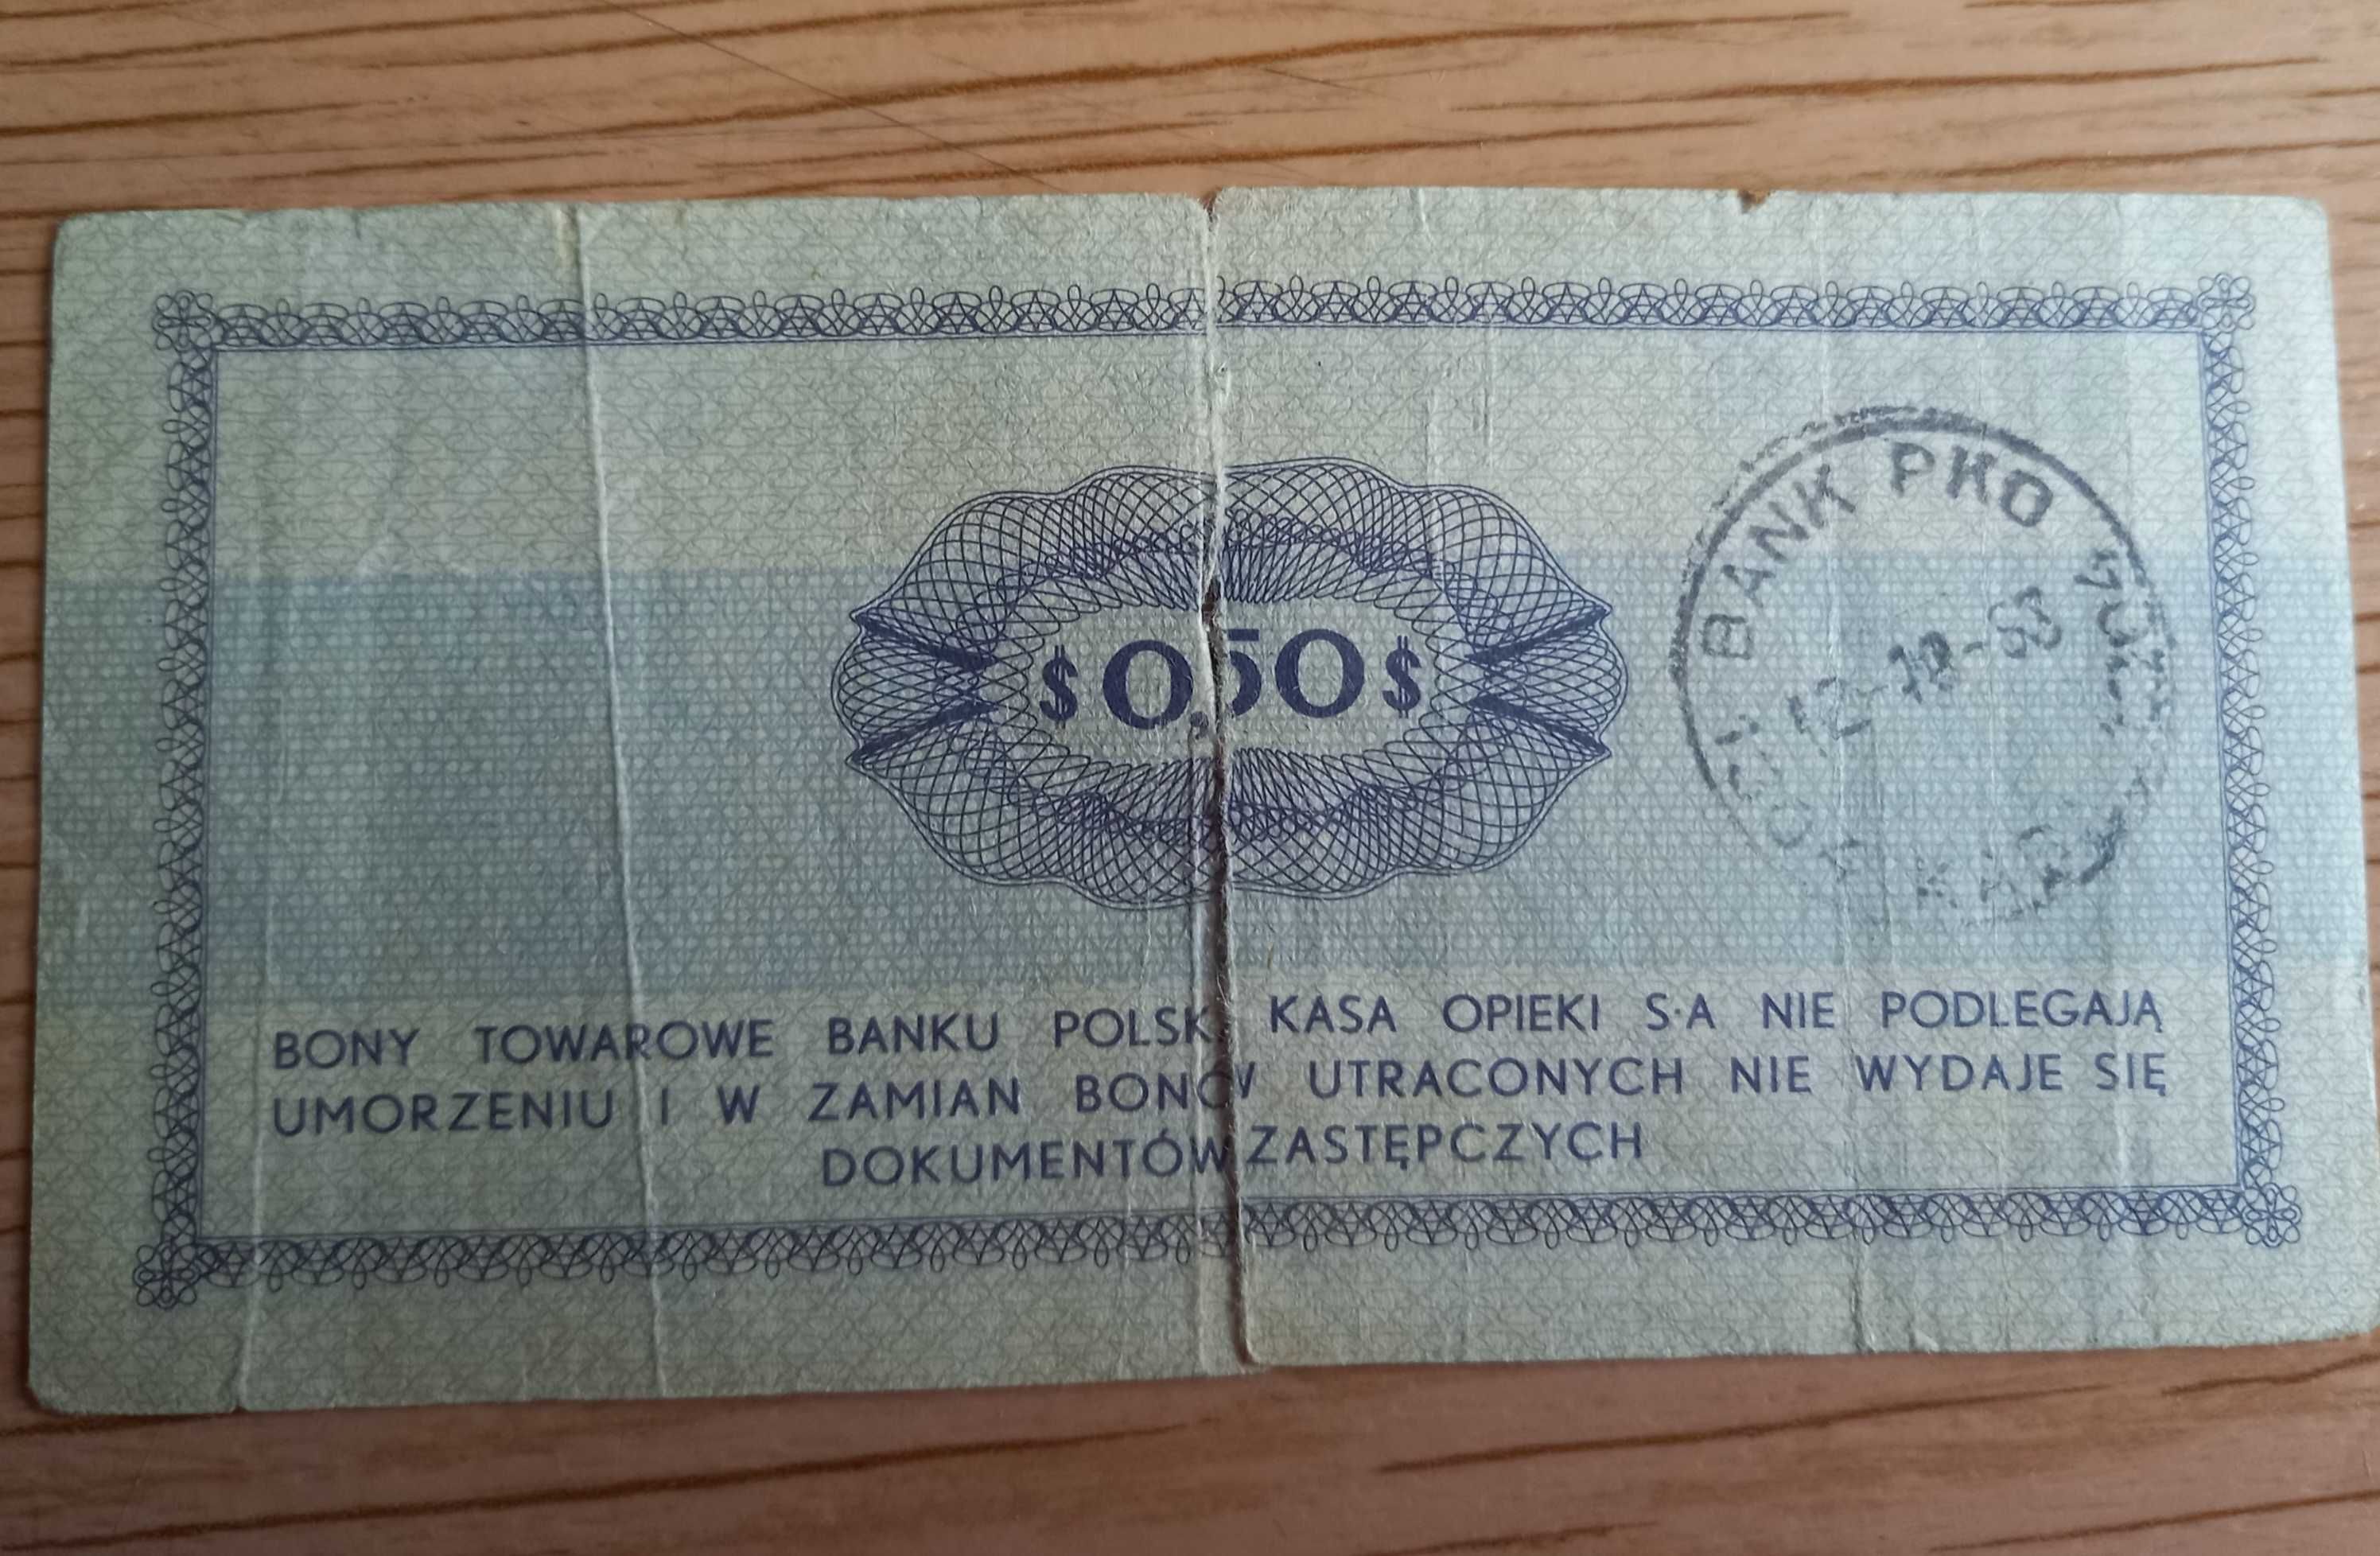 BANK PKO
$ 0,50 $
BONY TOWAROWE BANKU POLSK KASA OPIEKI S·A NIE PODLEGAJĄ
UMORZENIU I W ZAMIAN BONÓW UTRACONYCH NIE WYDAJE SIĘ
DOKUMENTÓW ZASTĘPCZYCH